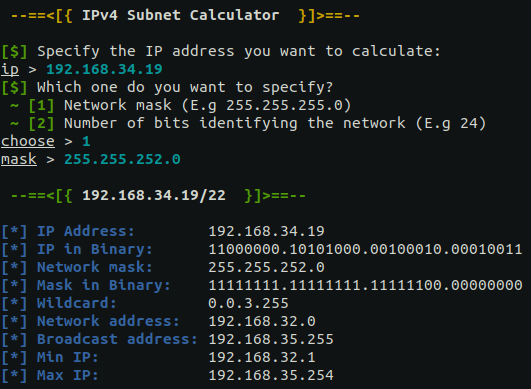 --==<[{ IPv4 Subnet Calculator  }]>==--
[$] Specify the IP address you want to calculate:
ip > 192.168.34.19
[$] Which one do you want to specify?
~ [1] Network mask (E.g 255.255.255.0)
~ [2] Number of bits identifying the network (E.g 24)
choose > 1
mask > 255.255.252.0
--==<[{ 192.168.34.19/22  }]>==--
[*] IP Address:        192.168.34.19
[*] IP in Binary:      11000000.10101000.00100010.00010011
[*] Network mask:      255.255.252.0
[*] Mask in Binary:    11111111.11111111.11111100.00000000
[*] Wildcard:          0.0.3.255
[*] Network address:   192.168.32.0
[*] Broadcast address: 192.168.35.255
[*] Min IP:            192.168.32.1
[*] Max IP:            192.168.35.254